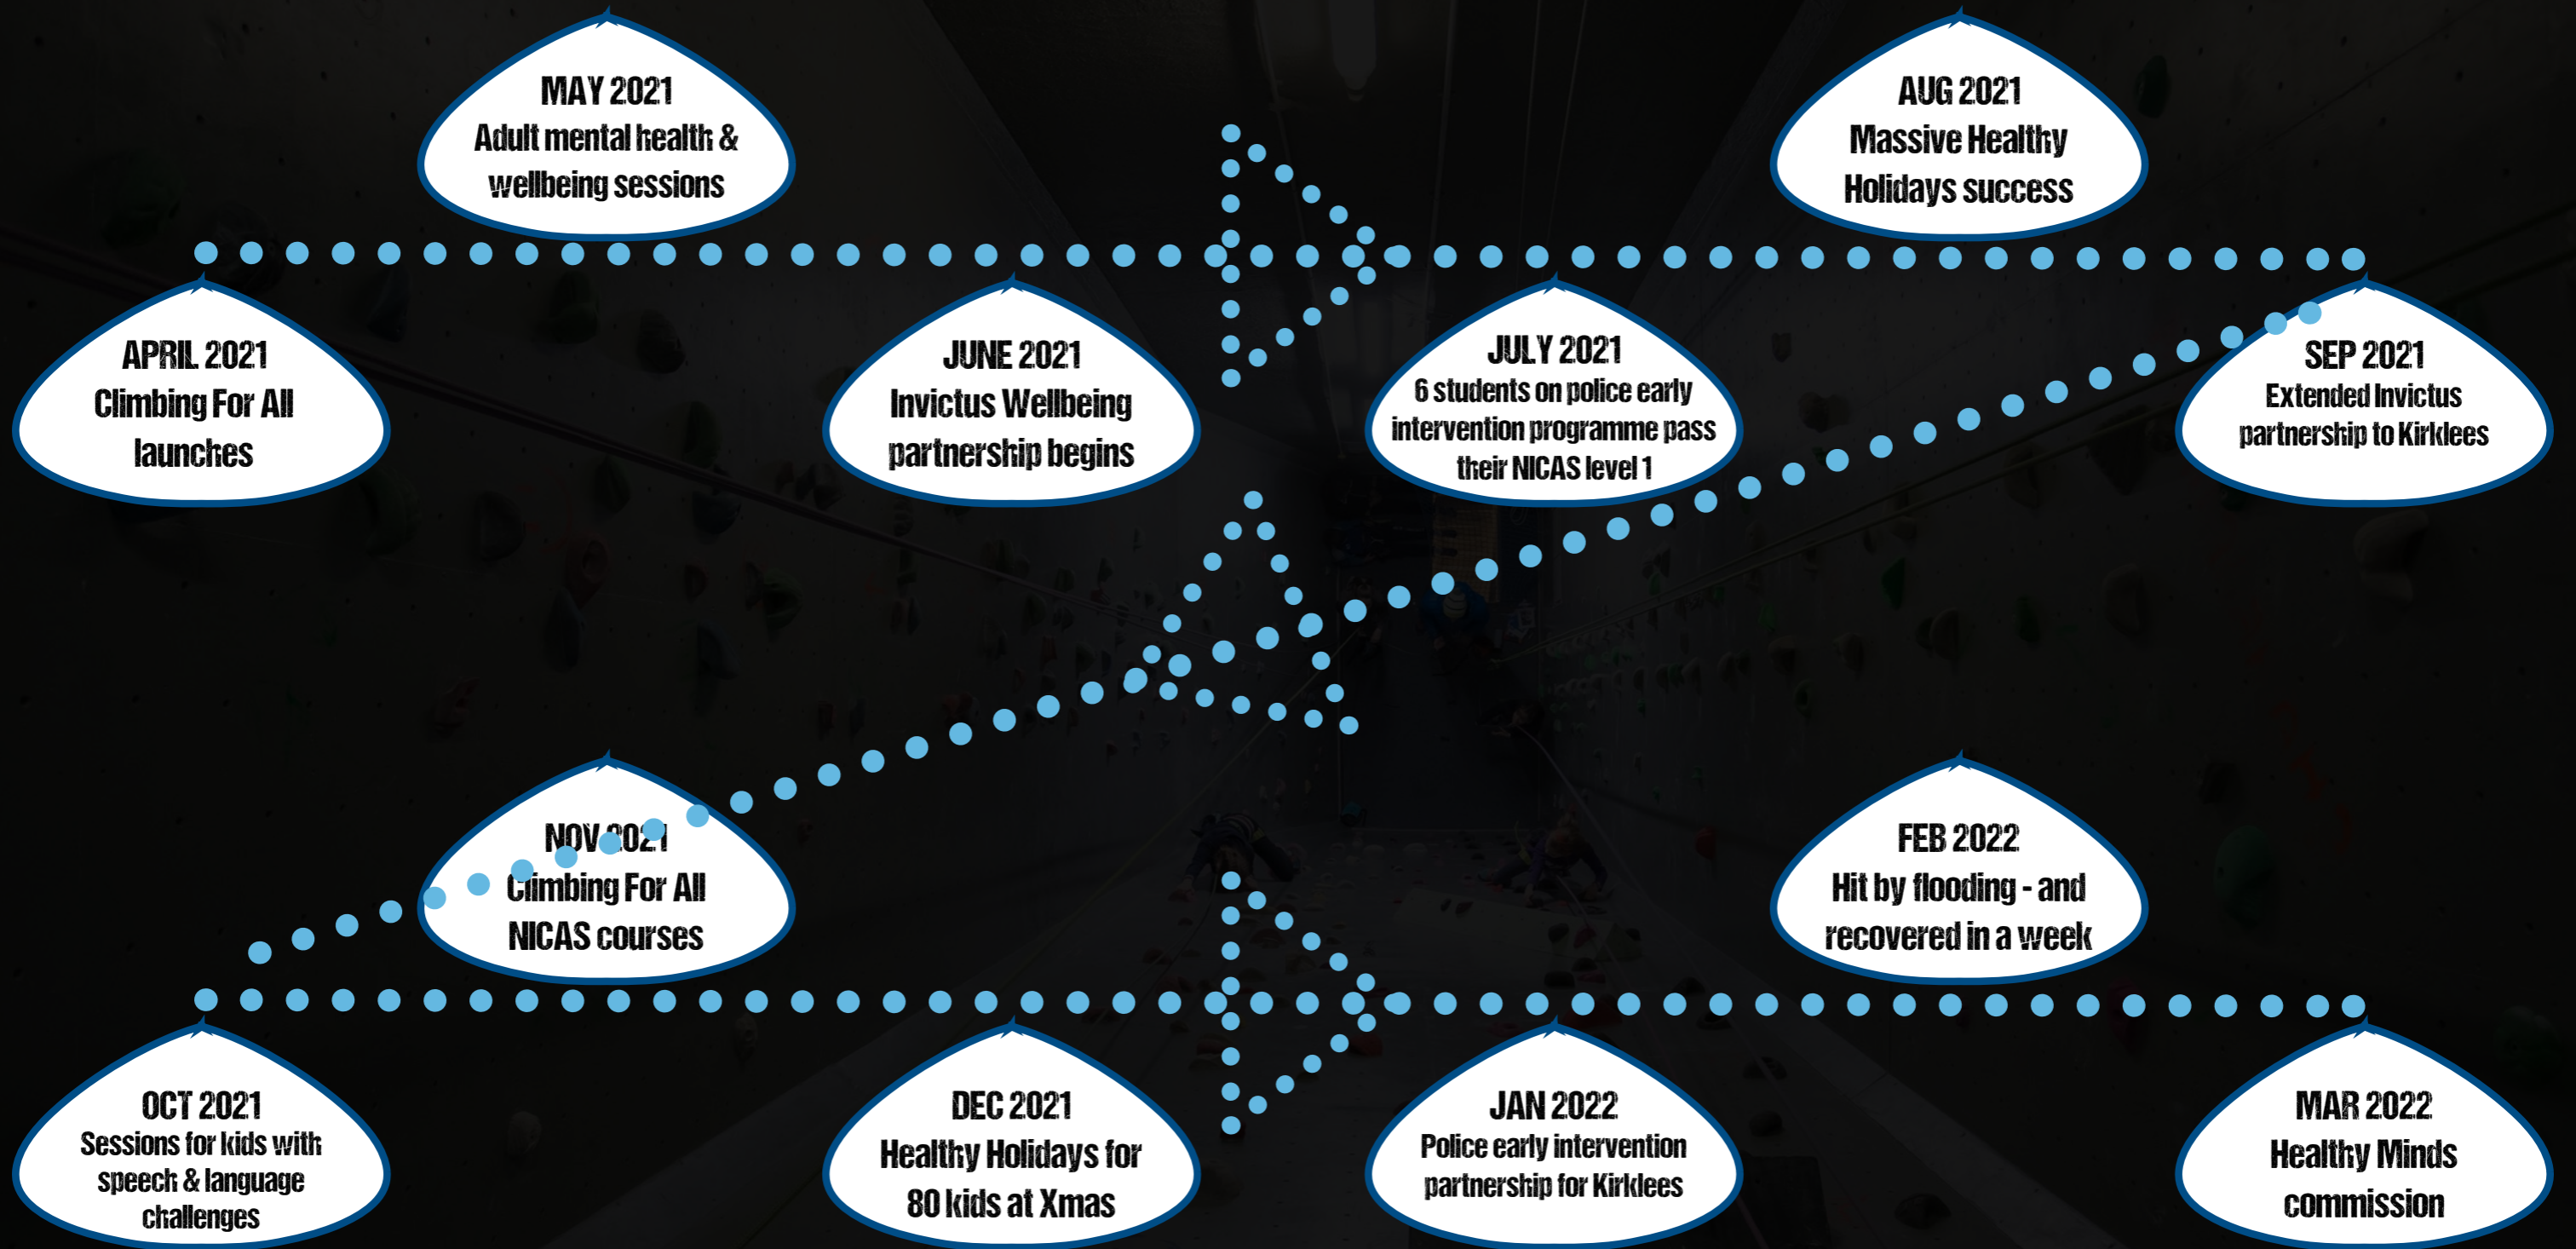 APRIL 2021
Climbing For All
launches
MAY 2021
Adult mental health &
wellbeing sessions
JUNE 2021
Invictus Wellbeing
partnership begins
JULY 2021
6 students on police early
intervention programme pass
their NICAS level 1
AUG 2021
Massive Healthy
Holidays success
SEP 2021
Extended Invictus
partnership to Kirklees
OCT 2021
Sessions for kids with
speech & language
challenges
NOV 2021
Climbing For All
NICAS courses
DEC 2021
Healthy Holidays for
80 kids at Xmas
JAN 2022
Police early intervention
partnership for Kirklees
FEB 2022
Hit by flooding - and
recovered in a week
MAR 2022
Healthy Minds
commission